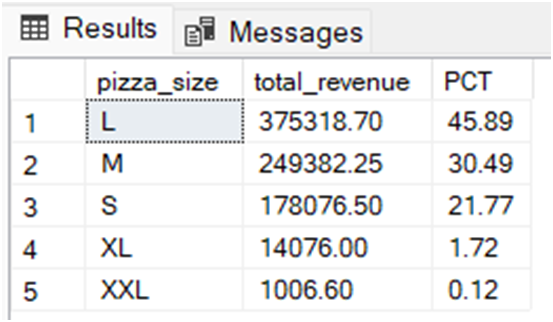 Results Messages
pizza_size total_revenue PCT
1 L 375318.70 45.89
2 M 249382.25 30.49
3 S 178076.50 21.77
4 XL 14076.00 1.72
5 XXL 1006.60 0.12